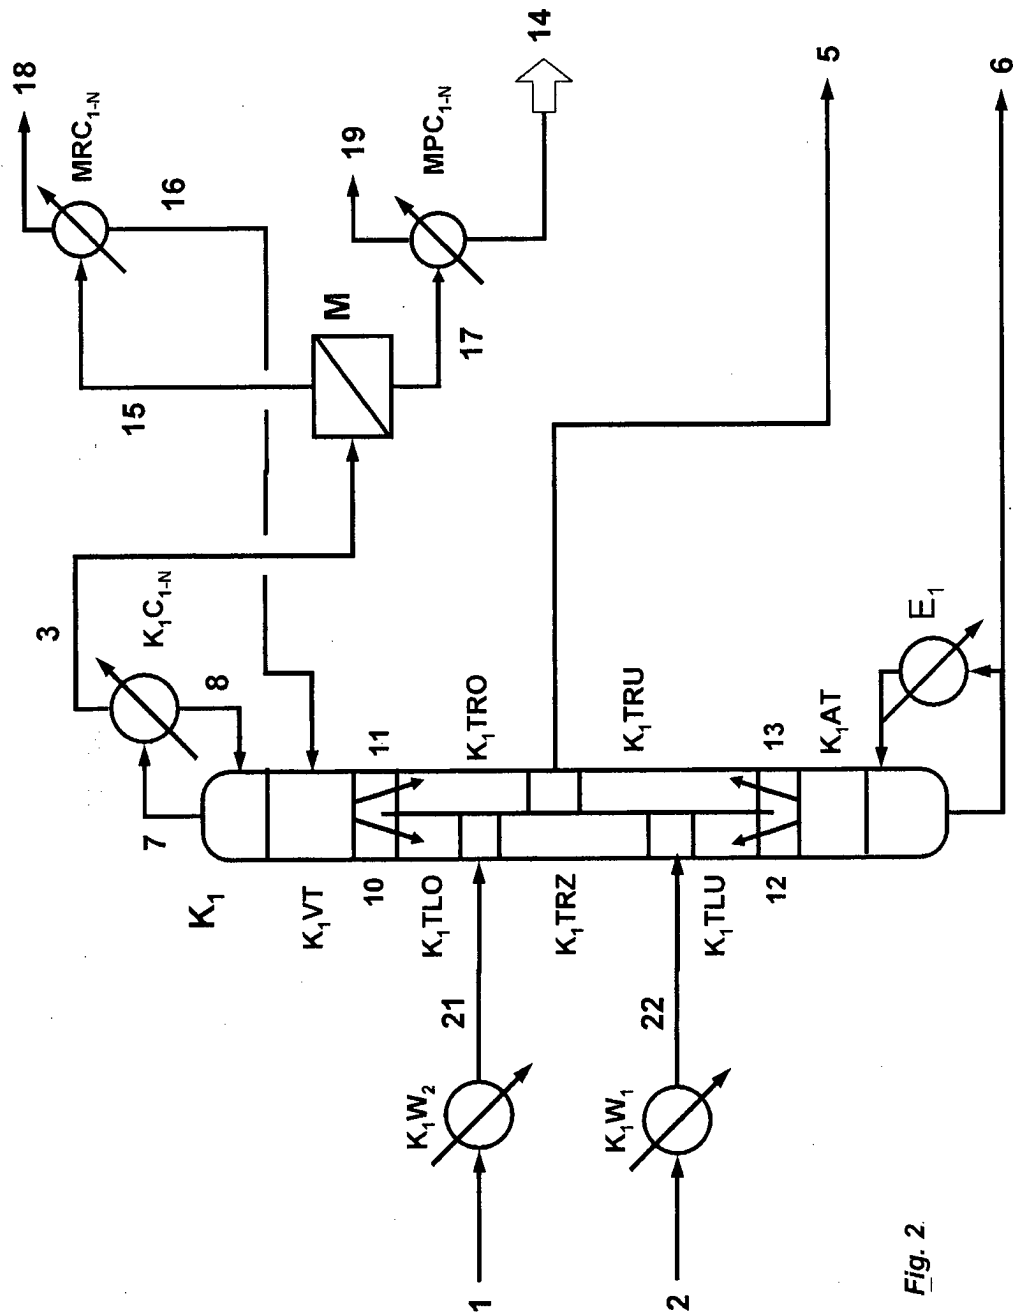 18
MRC1-N
16
19
MPC1-N
14
5
6
15
M
17
3
K1C1-N
8
7
11
K1TRO
K1TRU
13
K1AT
E1
K1
K1VT
10
K1TLO
K1TRZ
K1TLU
12
21
22
K1W2
K1W1
1
2
Fig. 2